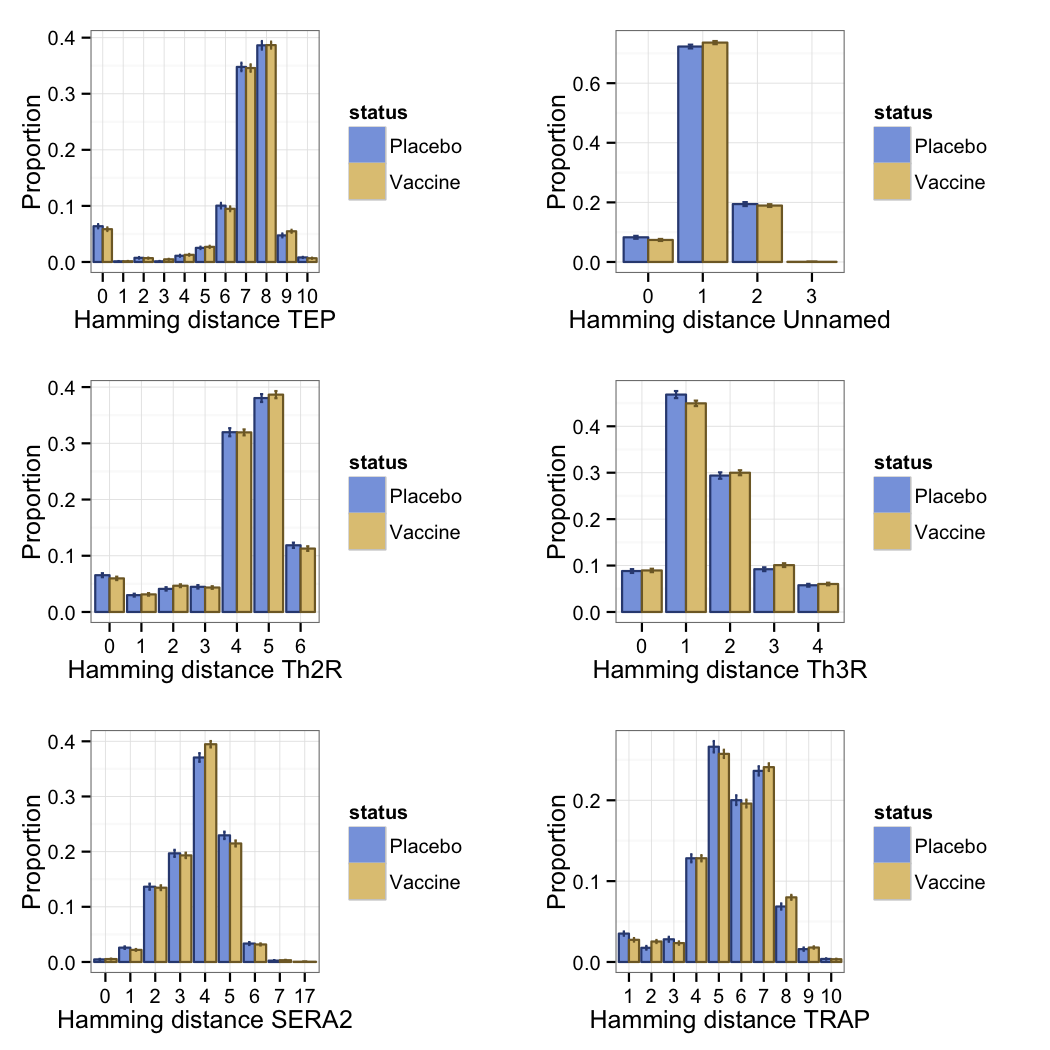 0.4
0.3
0.2
0.1
0.0
Proportion
0 1 2 3 4 5 6 7 8 9 10
Hamming distance TEP
status
Placebo
Vaccine
0.6
0.4
0.2
0.0
Proportion
0 1 2 3
Hamming distance Unnamed
status
Placebo
Vaccine
0.4
0.3
0.2
0.1
0.0
Proportion
0 1 2 3 4 5 6
Hamming distance Th2R
status
Placebo
Vaccine
0.4
0.3
0.2
0.1
0.0
Proportion
0 1 2 3 4
Hamming distance Th3R
status
Placebo
Vaccine
0.4
0.3
0.2
0.1
0.0
Proportion
0 1 2 3 4 5 6 7 17
Hamming distance SERA2
status
Placebo
Vaccine
0.2
0.1
0.0
Proportion
1 2 3 4 5 6 7 8 9 10
Hamming distance TRAP
status
Placebo
Vaccine